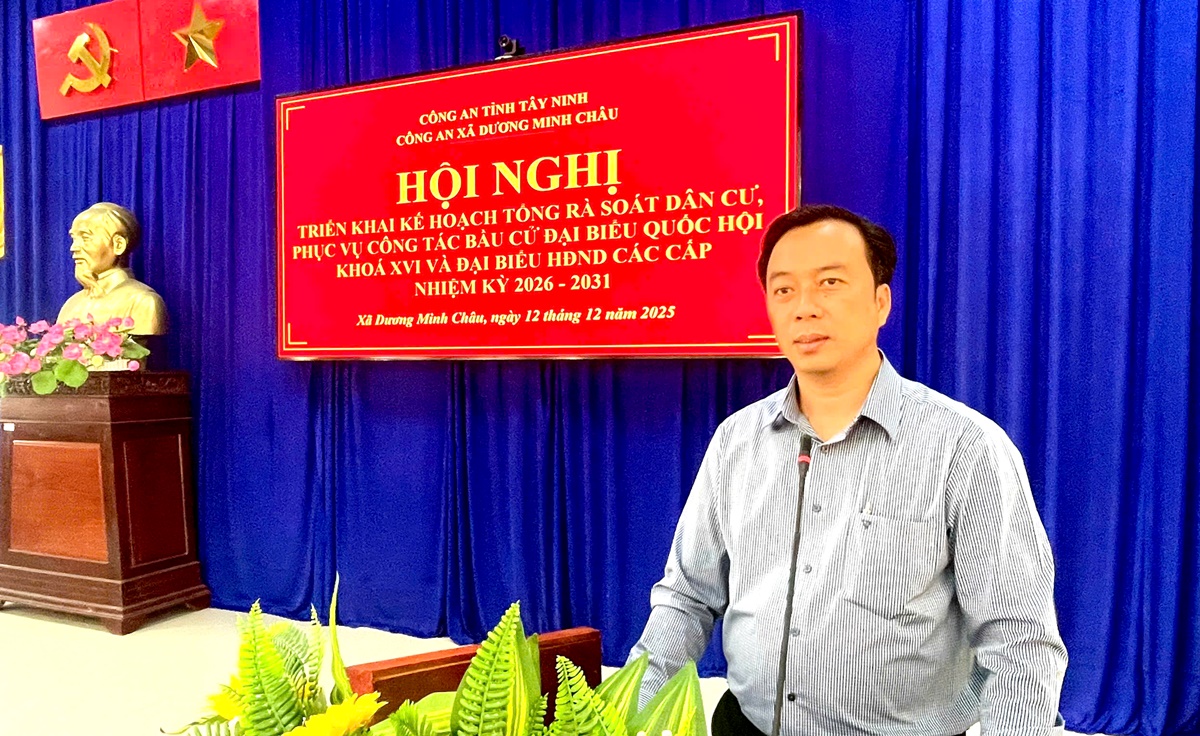 CÔNG AN TỈNH TÂY NINH
CÔNG AN XÃ DƯƠNG MINH CHÂU
HỘI NGHỊ
TRIỂN KHAI KẾ HOẠCH TỔNG RÀ SOÁT DÂN CƯ,
PHỤC VỤ CÔNG TÁC BẦU CỬ ĐẠI BIỂU QUỐC HỘI
KHOÁ XVI VÀ ĐẠI BIỂU HĐND CÁC CẤP
NHIỆM KỲ 2026 - 2031
Xã Dương Minh Châu, ngày 12 tháng 12 năm 2025